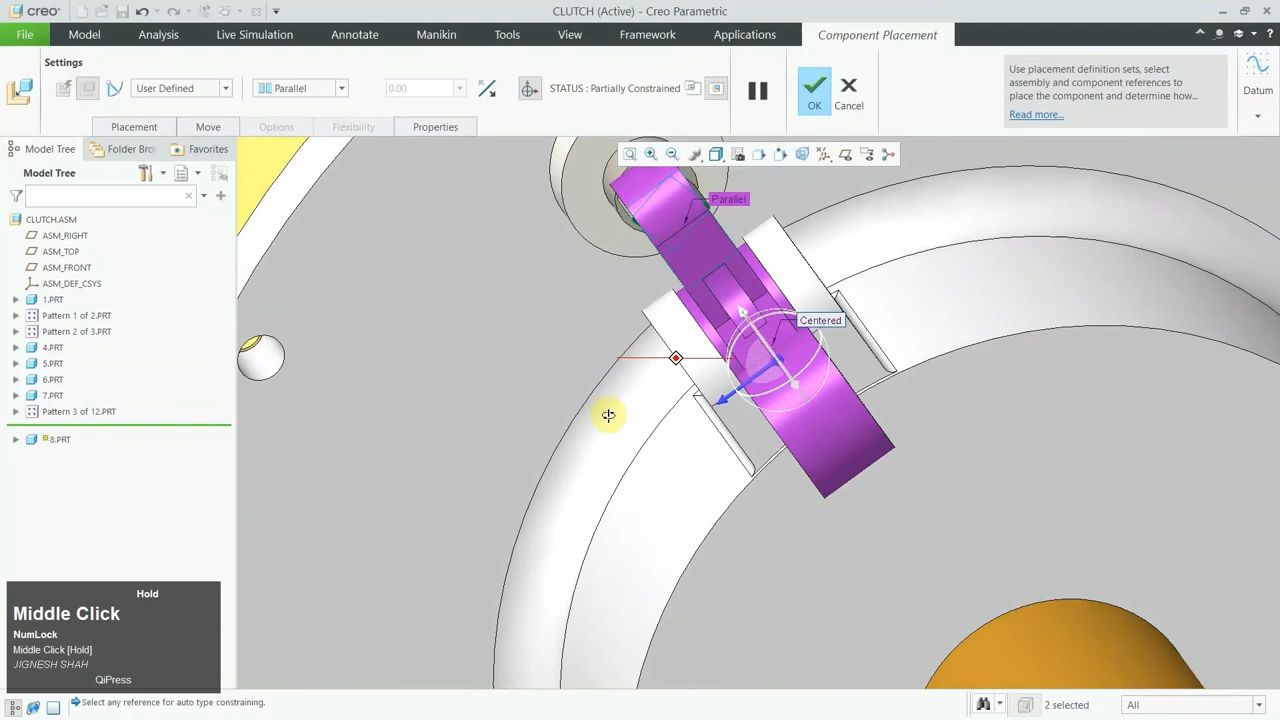 creo
CLUTCH (Active) - Creo Parametric
File
Model
Analysis
Live Simulation
Annotate
Manikin
Tools
View
Framework
Applications
Component Placement
Settings
User Defined
Parallel
0.00
STATUS : Partially Constrained
OK
Cancel
Use placement definition sets, select
assembly and component references to
place the component and determine how...
Read more...
Datum
Placement
Move
Options
Flexibility
Properties
Model Tree
Folder Bro
Favorites
Model Tree
CLUTCH.ASM
ASM_RIGHT
ASM_TOP
ASM_FRONT
ASM_DEF_CSYS
1.PRT
Pattern 1 of 2.PRT
Pattern 2 of 3.PRT
4.PRT
5.PRT
6.PRT
7.PRT
Pattern 3 of 12.PRT
8.PRT
Parallel
Centered
Hold
Middle Click
NumLock
Middle Click [Hold]
JIGNESH SHAH
QiPress
Select any reference for auto type constraining.
2 selected
All